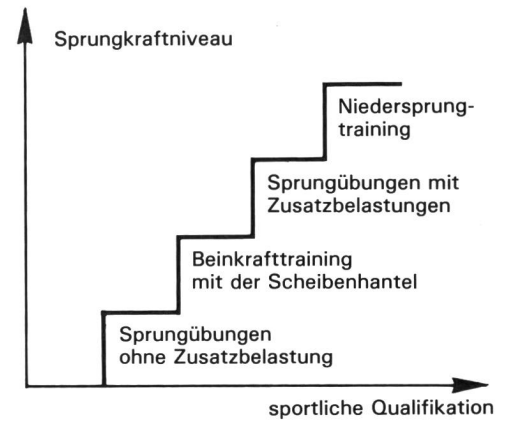 Sprungkraftniveau
Niedersprung-
training
Sprungübungen mit
Zusatzbelastungen
Beinkrafttraining
mit der Scheibenhantel
Sprungübungen
ohne Zusatzbelastung
sportliche Qualifikation